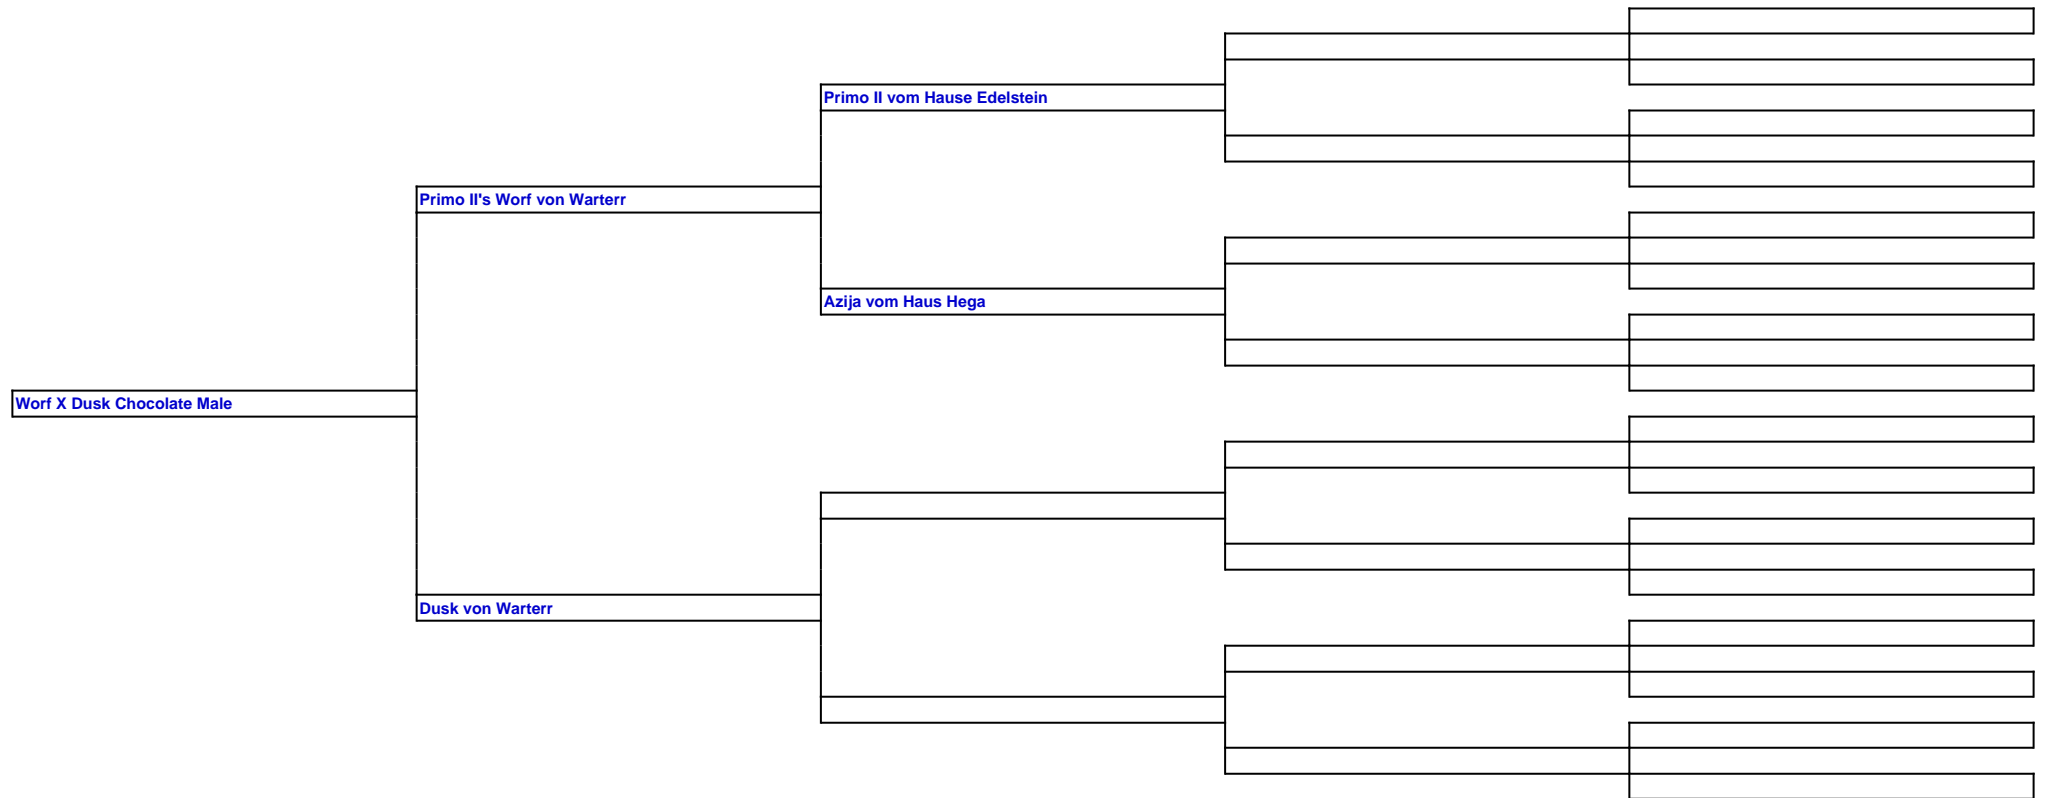 Primo II vom Hause Edelstein
Primo II's Worf von Warterr
Azija vom Haus Hega
Worf X Dusk Chocolate Male
Dusk von Warterr